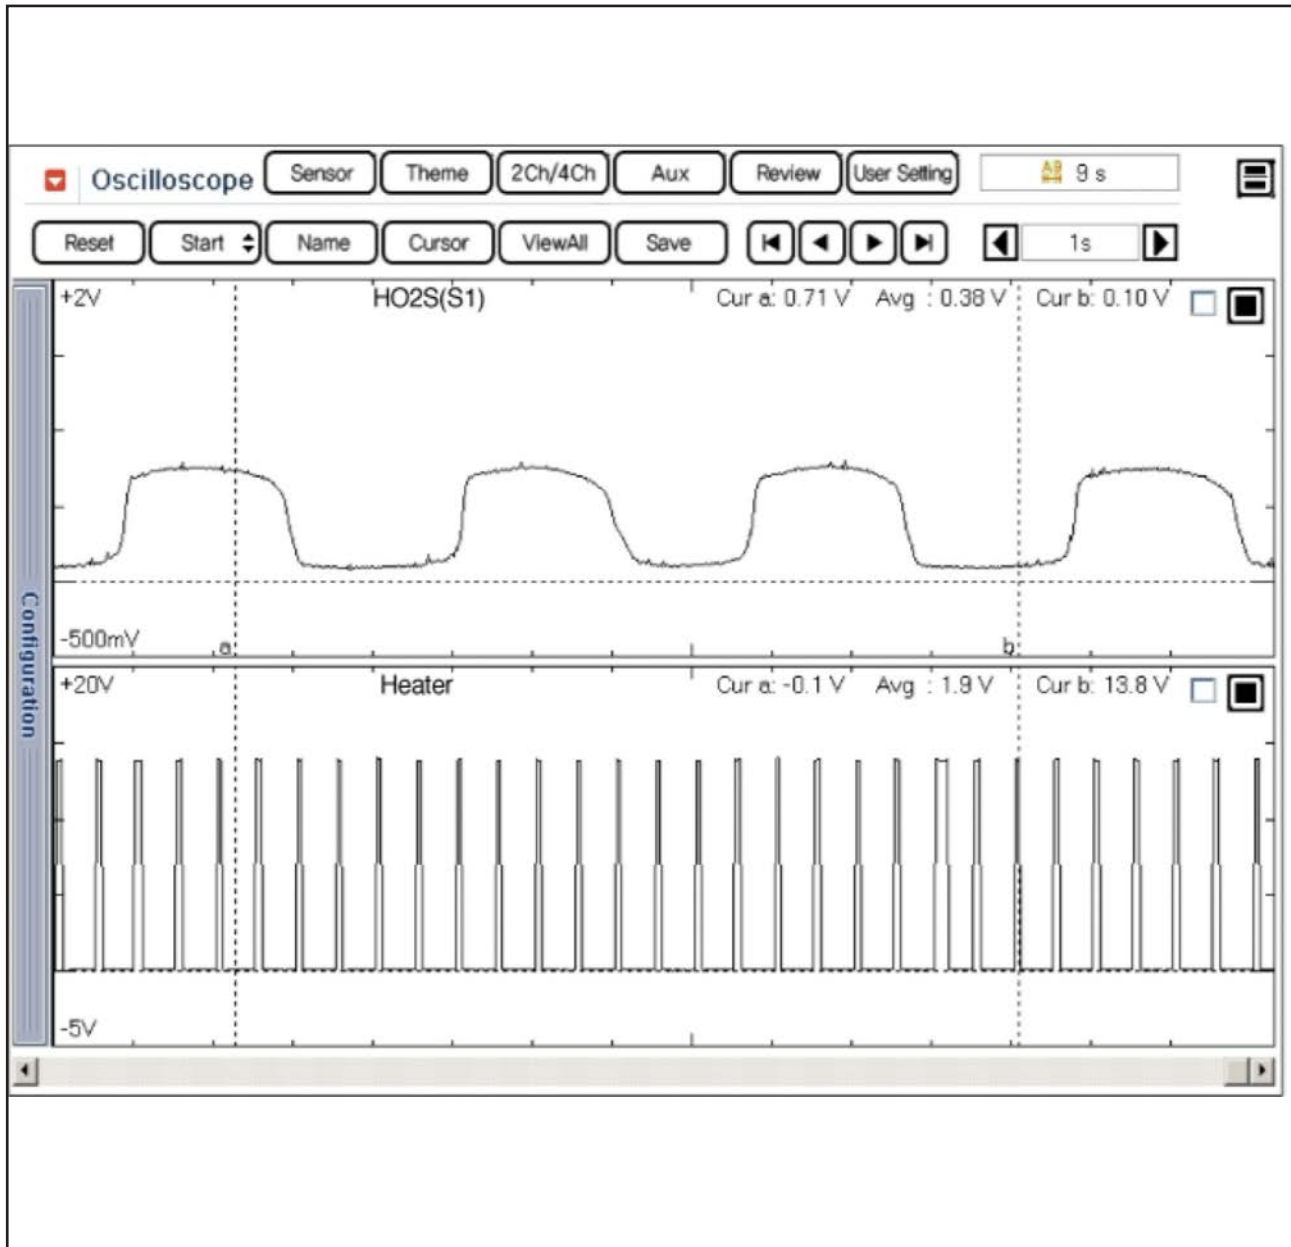 Oscilloscope Sensor Theme 2Ch/4Ch Aux Review User Setting AB 9 s
Reset Start Name Cursor ViewAll Save 1s
+2V HO2S(S1) Cur a: 0.71 V Avg : 0.38 V Cur b: 0.10 V
Configuration
-500mV a b
+20V Heater Cur a: -0.1 V Avg : 1.9 V Cur b: 13.8 V
-5V